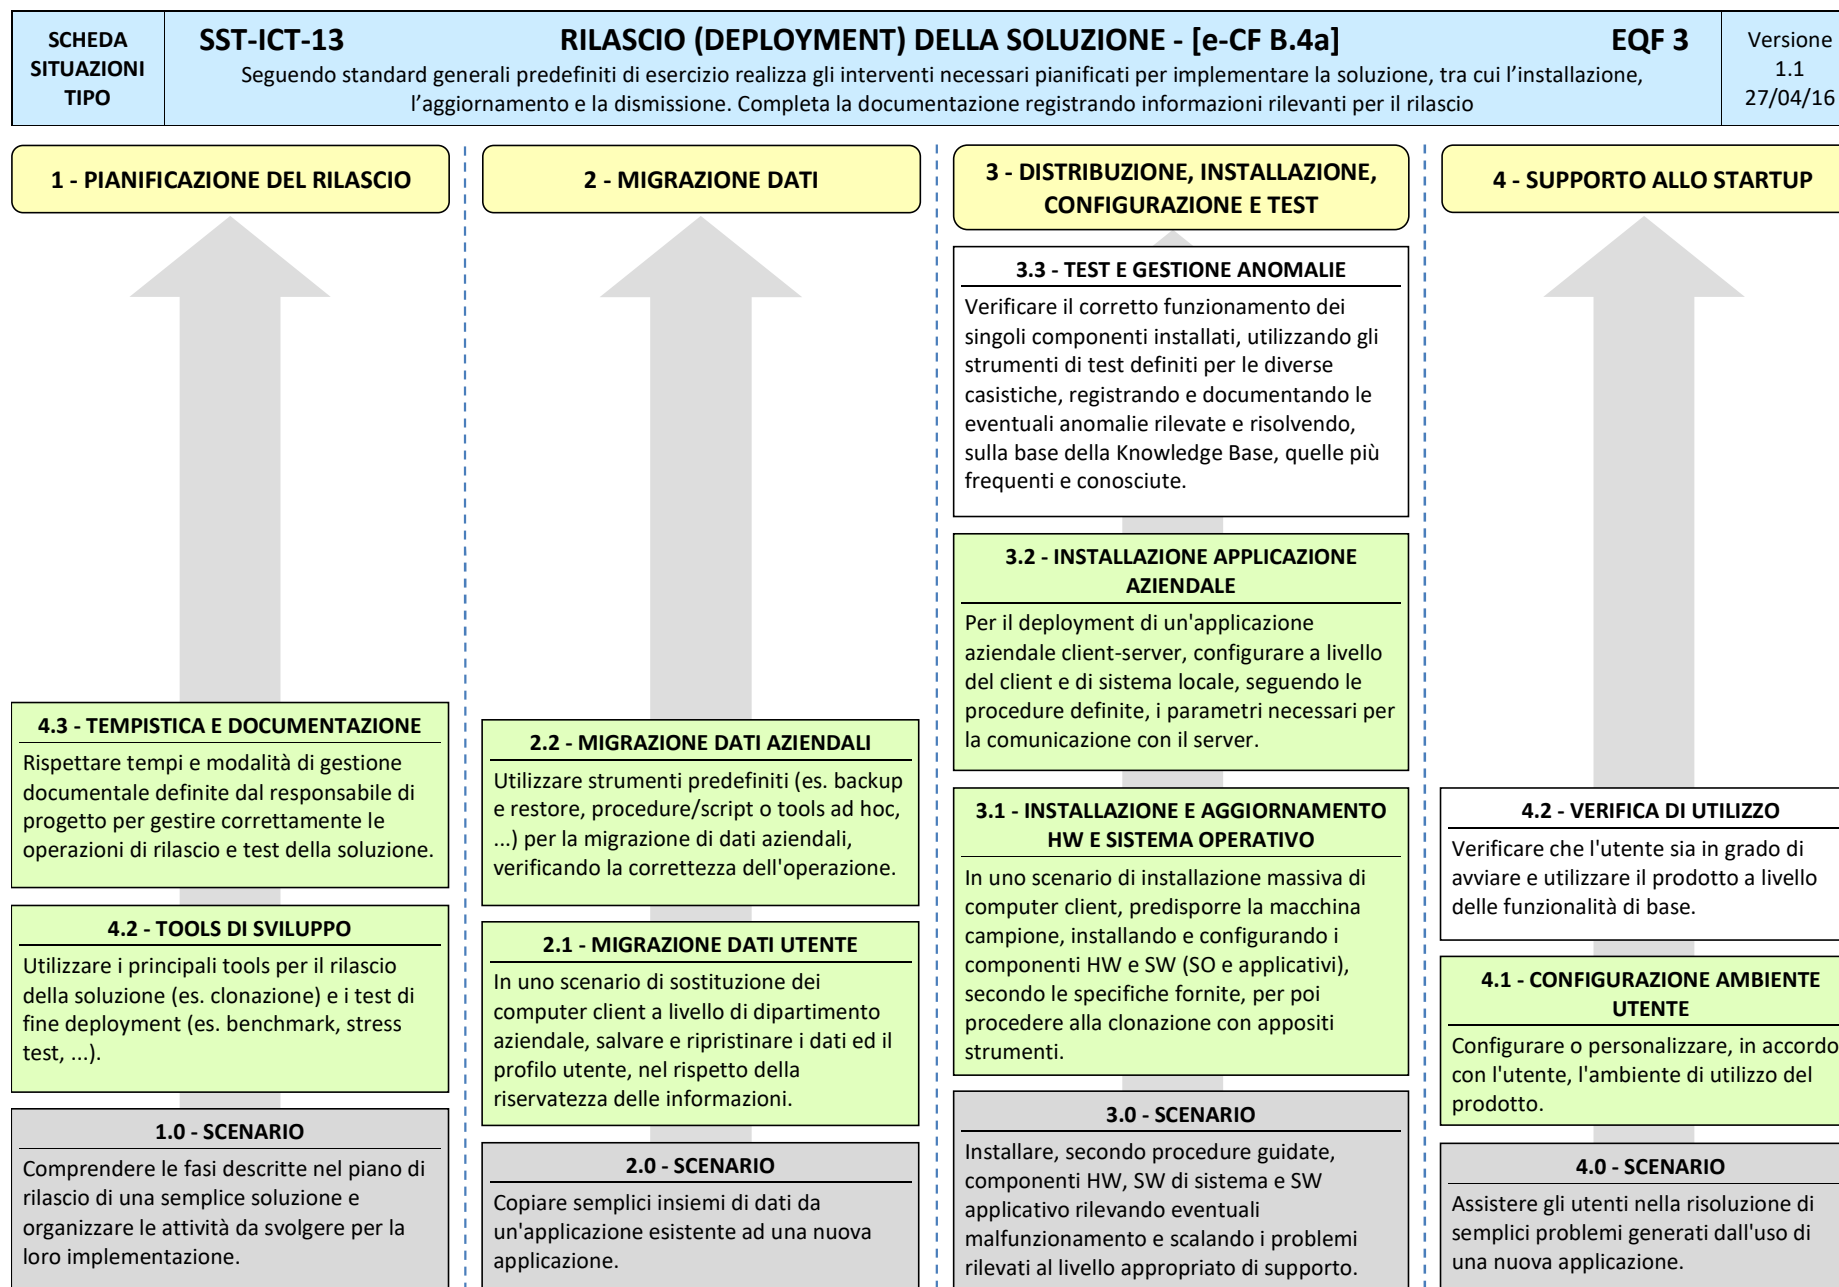 SCHEDA
SITUAZIONI
TIPO
SST-ICT-13 RILASCIO (DEPLOYMENT) DELLA SOLUZIONE - [e-CF B.4a] EQF 3
Seguendo standard generali predefiniti di esercizio realizza gli interventi necessari pianificati per implementare la soluzione, tra cui l'installazione,
l'aggiornamento e la dismissione. Completa la documentazione registrando informazioni rilevanti per il rilascio
Versione
1.1
27/04/16
1 - PIANIFICAZIONE DEL RILASCIO
4.3 - TEMPISTICA E DOCUMENTAZIONE
Rispettare tempi e modalità di gestione
documentale definite dal responsabile di
progetto per gestire correttamente le
operazioni di rilascio e test della soluzione.
4.2 - TOOLS DI SVILUPPO
Utilizzare i principali tools per il rilascio
della soluzione (es. clonazione) e i test di
fine deployment (es. benchmark, stress
test, ...).
1.0 - SCENARIO
Comprendere le fasi descritte nel piano di
rilascio di una semplice soluzione e
organizzare le attività da svolgere per la
loro implementazione.
2 - MIGRAZIONE DATI
2.2 - MIGRAZIONE DATI AZIENDALI
Utilizzare strumenti predefiniti (es. backup
e restore, procedure/script o tools ad hoc,
...) per la migrazione di dati aziendali,
verificando la correttezza dell'operazione.
2.1 - MIGRAZIONE DATI UTENTE
In uno scenario di sostituzione dei
computer client a livello di dipartimento
aziendale, salvare e ripristinare i dati ed il
profilo utente, nel rispetto della
riservatezza delle informazioni.
2.0 - SCENARIO
Copiare semplici insiemi di dati da
un'applicazione esistente ad una nuova
applicazione.
3 - DISTRIBUZIONE, INSTALLAZIONE,
CONFIGURAZIONE E TEST
3.3 - TEST E GESTIONE ANOMALIE
Verificare il corretto funzionamento dei
singoli componenti installati, utilizzando gli
strumenti di test definiti per le diverse
casistiche, registrando e documentando le
eventuali anomalie rilevate e risolvendo,
sulla base della Knowledge Base, quelle più
frequenti e conosciute.
3.2 - INSTALLAZIONE APPLICAZIONE
AZIENDALE
Per il deployment di un'applicazione
aziendale client-server, configurare a livello
del client e di sistema locale, seguendo le
procedure definite, i parametri necessari per
la comunicazione con il server.
3.1 - INSTALLAZIONE E AGGIORNAMENTO
HW E SISTEMA OPERATIVO
In uno scenario di installazione massiva di
computer client, predisporre la macchina
campione, installando e configurando i
componenti HW e SW (SO e applicativi),
secondo le specifiche fornite, per poi
procedere alla clonazione con appositi
strumenti.
3.0 - SCENARIO
Installare, secondo procedure guidate,
componenti HW, SW di sistema e SW
applicativo rilevando eventuali
malfunzionamento e scalando i problemi
rilevati al livello appropriato di supporto.
4 - SUPPORTO ALLO STARTUP
4.2 - VERIFICA DI UTILIZZO
Verificare che l'utente sia in grado di
avviare e utilizzare il prodotto a livello
delle funzionalità di base.
4.1 - CONFIGURAZIONE AMBIENTE
UTENTE
Configurare o personalizzare, in accordo
con l'utente, l'ambiente di utilizzo del
prodotto.
4.0 - SCENARIO
Assistere gli utenti nella risoluzione di
semplici problemi generati dall'uso di
una nuova applicazione.